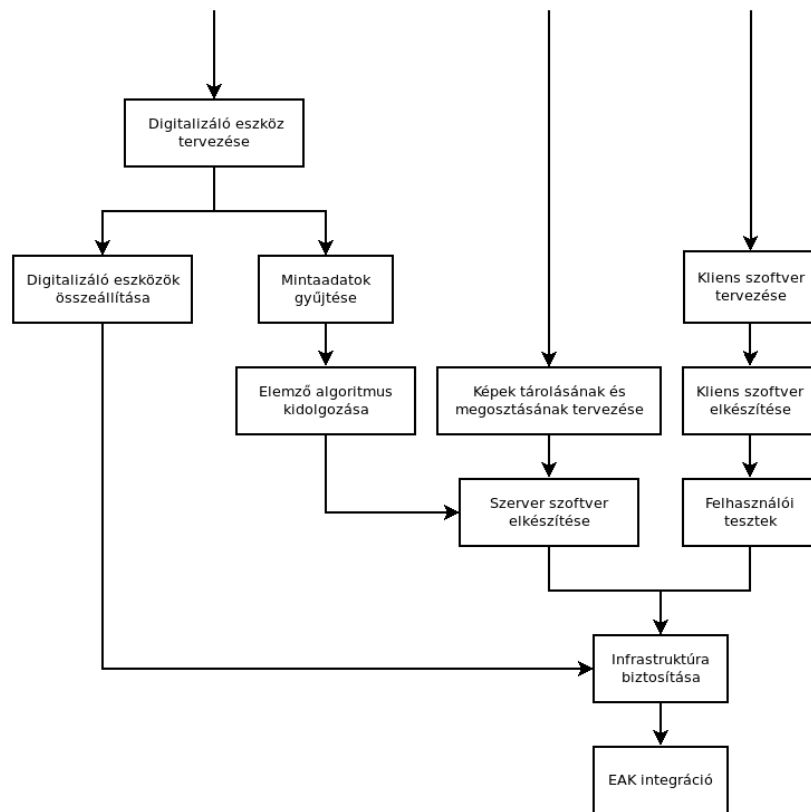 Digitalizáló eszköz
tervezése
Digitalizáló eszközök
összeállítása
Mintaadatok
gyűjtése
Kliens szoftver
tervezése
Elemző algoritmus
kidolgozása
Képek tárolásának és
megosztásának tervezése
Kliens szoftver
elkészítése
Szerver szoftver
elkészítése
Felhasználói
tesztek
Infrastruktúra
biztosítása
EAK integráció